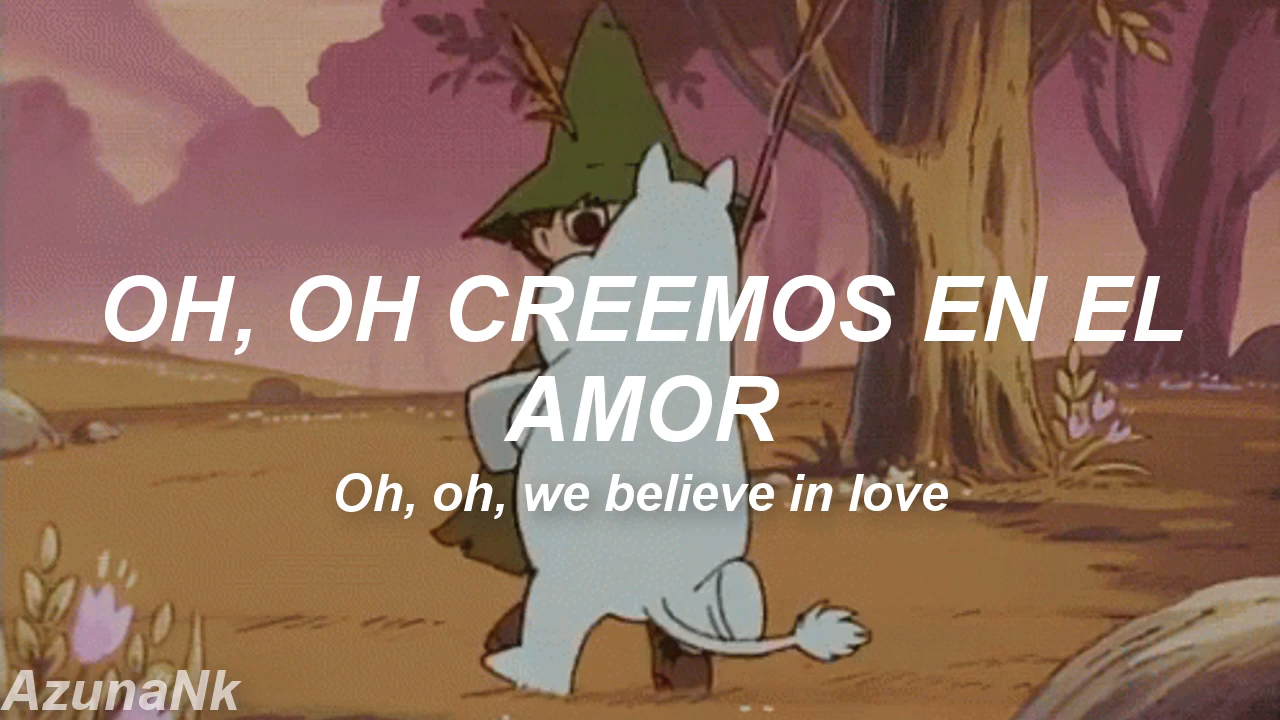 OH, OH CREEMOS EN EL
AMOR
Oh, oh, we believe in love
AzunaNk